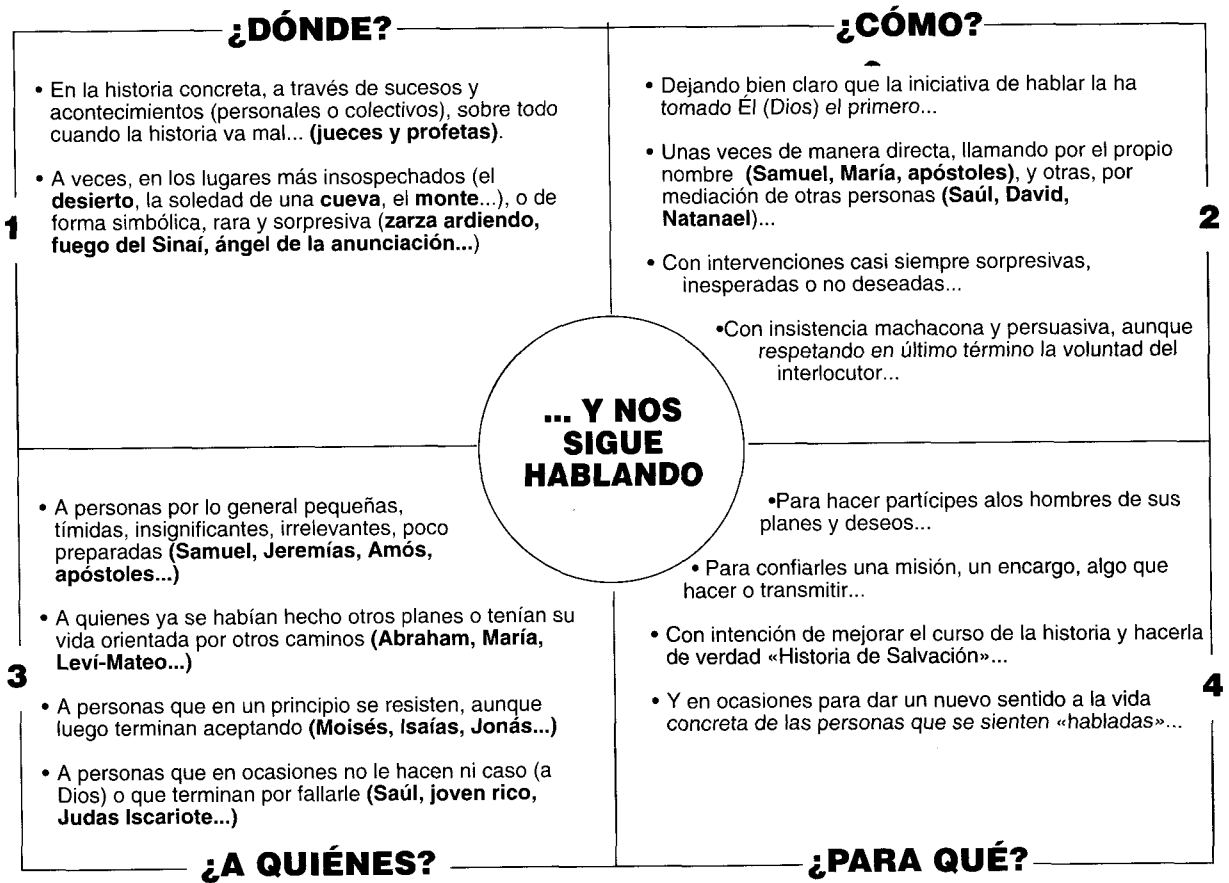 ¿DÓNDE?
• En la historia concreta, a través de sucesos y
acontecimientos (personales o colectivos), sobre todo
cuando la historia va mal... (jueces y profetas).
• A veces, en los lugares más insospechados (el
desierto, la soledad de una cueva, el monte...), o de
forma simbólica, rara y sorpresiva (zarza ardiendo,
fuego del Sinaí, ángel de la anunciación...)
1
¿CÓMO?
• Dejando bien claro que la iniciativa de hablar la ha
tomado Él (Dios) el primero...
• Unas veces de manera directa, llamando por el propio
nombre (Samuel, María, apóstoles), y otras, por
mediación de otras personas (Saúl, David,
Natanael)...
2
• Con intervenciones casi siempre sorpresivas,
inesperadas o no deseadas...
•Con insistencia machacona y persuasiva, aunque
respetando en último término la voluntad del
interlocutor...
... Y NOS
SIGUE
HABLANDO
• A personas por lo general pequeñas,
tímidas, insignificantes, irrelevantes, poco
preparadas (Samuel, Jeremías, Amós,
apóstoles...)
• A quienes ya se habían hecho otros planes o tenían su
vida orientada por otros caminos (Abraham, María,
Leví-Mateo...)
3
• A personas que en un principio se resisten, aunque
luego terminan aceptando (Moisés, Isaías, Jonás...)
• A personas que en ocasiones no le hacen ni caso (a
Dios) o que terminan por fallarle (Saúl, joven rico,
Judas Iscariote...)
¿A QUIÉNES?
•Para hacer partícipes alos hombres de sus
planes y deseos...
• Para confiarles una misión, un encargo, algo que
hacer o transmitir...
• Con intención de mejorar el curso de la historia y hacerla
de verdad «Historia de Salvación»...
4
• Y en ocasiones para dar un nuevo sentido a la vida
concreta de las personas que se sienten «habladas»...
¿PARA QUÉ?